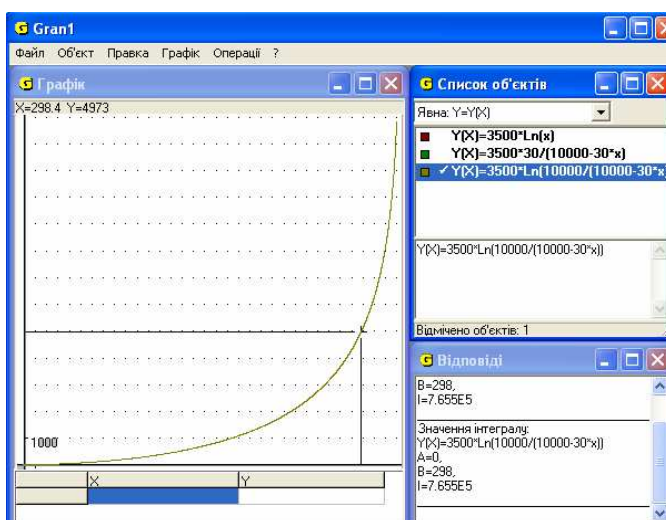 Gran1
Файл Об'єкт Правка Графік Операції ?
Графік
X=298.4 Y=4973
1000
X Y
Список об'єктів
Явна: Y=Y(X)
Y(X)=3500*Ln(x)
Y(X)=3500*30/(10000-30*x)
Y(X)=3500*Ln(10000/(10000-30*x
Y(X)=3500*Ln(10000/(10000-30*x))
Відмічено об'єктів: 1
Відповіді
B=298,
I=7.655E5
Значення інтегралу:
Y(X)=3500*Ln(10000/(10000-30*x))
A=0,
B=298,
I=7.655E5